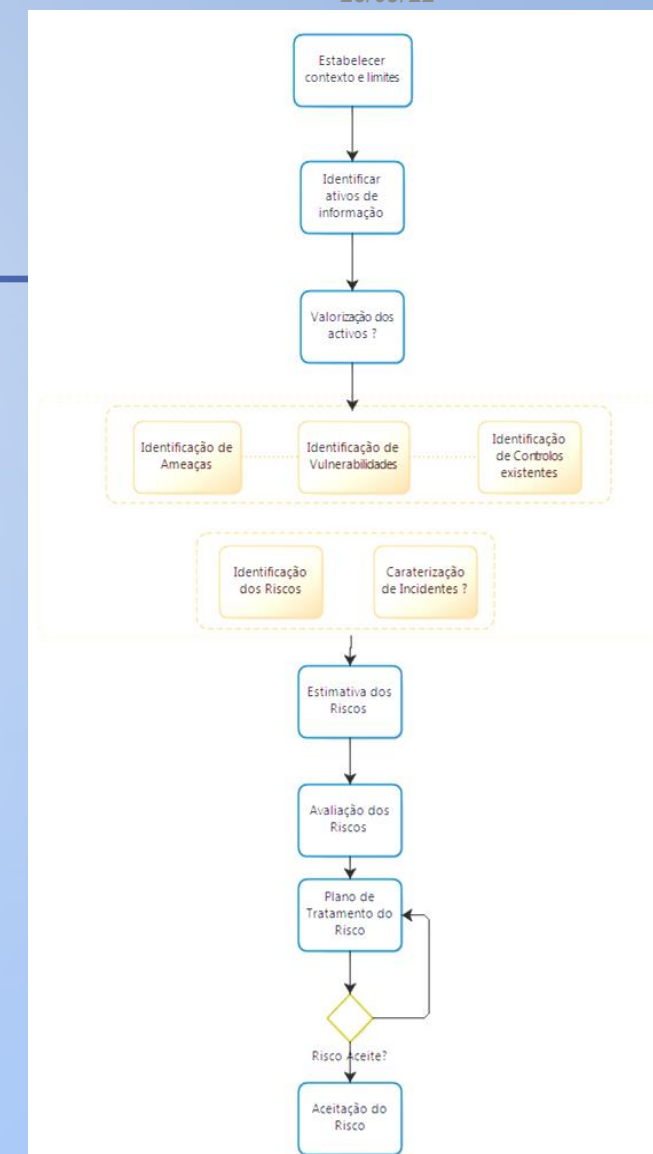 Estabelecer
contexto e limites
Identificar
ativos de
informação
Valorização dos
activos ?
Identificação de
Ameaças
Identificação de
Vulnerabilidades
Identificação
de Controlos
existentes
Identificação
dos Riscos
Caraterização
de Incidentes ?
Estimativa dos
Riscos
Avaliação dos
Riscos
Plano de
Tratamento do
Risco
Risco Aceite?
Aceitação do
Risco